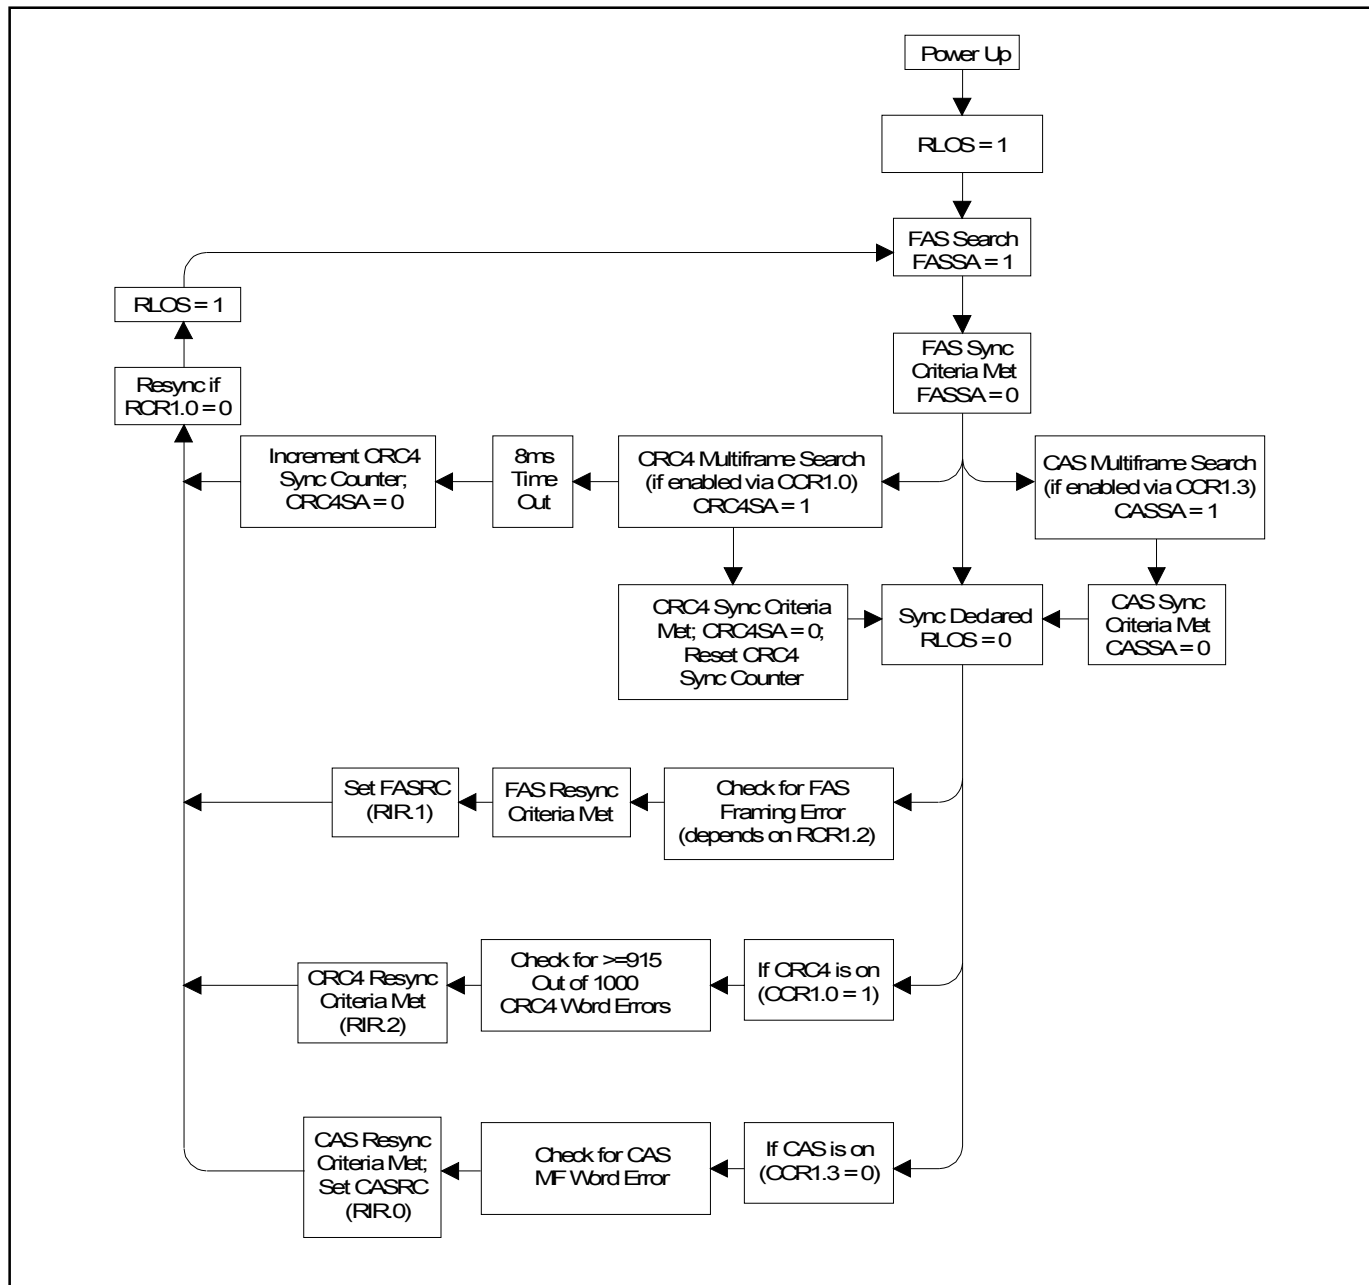 Power Up
RLOS = 1
FAS Search
FASSA = 1
RLOS = 1
FAS Sync
Criteria Met
FASSA = 0
Resync if
RCR1.0 = 0
Increment CRC4
Sync Counter;
CRC4SA = 0
8ms
Time
Out
CRC4 Multiframe Search
(if enabled via CCR1.0)
CRC4SA = 1
CAS Multiframe Search
(if enabled via CCR1.3)
CASSA = 1
CRC4 Sync Criteria
Met; CRC4SA = 0;
Reset CRC4
Sync Counter
Sync Declared
RLOS = 0
CAS Sync
Criteria Met
CASSA = 0
Set FASRC
(RIR.1)
FAS Resync
Criteria Met
Check for FAS
Framing Error
(depends on RCR1.2)
CRC4 Resync
Criteria Met
(RIR.2)
Check for >=915
Out of 1000
CRC4 Word Errors
If CRC4 is on
(CCR1.0 = 1)
CAS Resync
Criteria Met;
Set CASRC
(RIR.0)
Check for CAS
MF Word Error
If CAS is on
(CCR1.3 = 0)